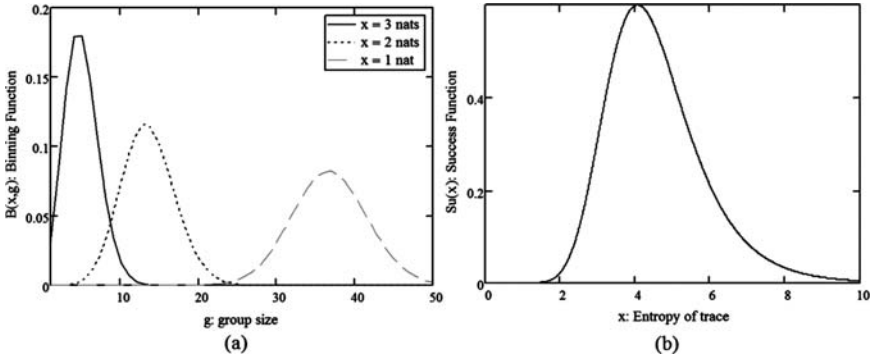 0.2
0.15
0.1
0.05
0
B(x,g): Binning Function
x = 3 nats
x = 2 nats
x = 1 nat
10
20
30
40
50
g: group size
(a)
0.4
0.2
0
Su(x): Success Function
0
2
4
6
8
10
x: Entropy of trace
(b)